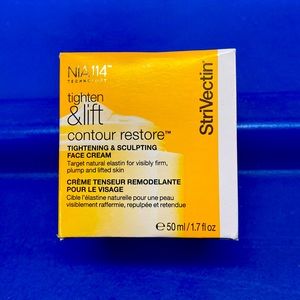 NIA 114™
TECHNOLOGY
tighten
&lift
contour restore™
TIGHTENING & SCULPTING
FACE CREAM
Target natural elastin for visibly firm,
plump and lifted skin
CRÈME TENSEUR REMODELANTE
POUR LE VISAGE
Cible l'élastine naturelle pour une peau
visiblement raffermie, repulpée et retendue
℮ 50 ml / 1.7 fl oz
StriVectin®